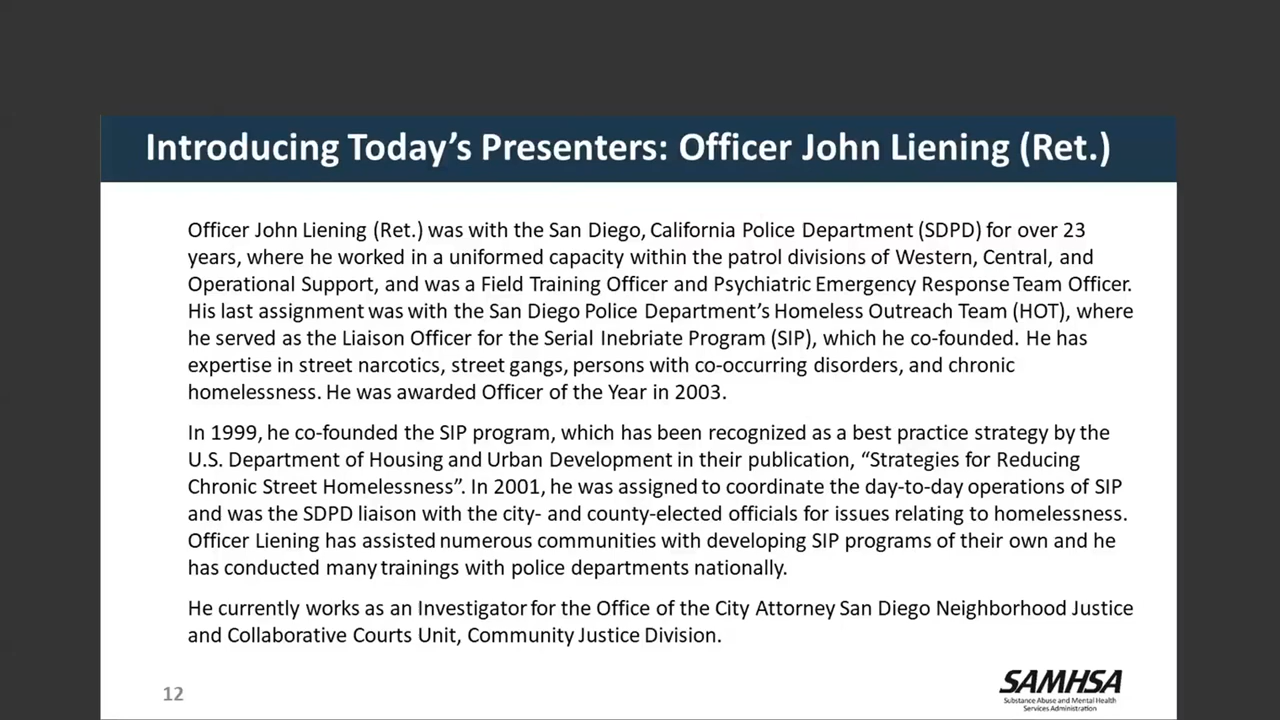 Introducing Today's Presenters: Officer John Liening (Ret.)
Officer John Liening (Ret.) was with the San Diego, California Police Department (SDPD) for over 23
years, where he worked in a uniformed capacity within the patrol divisions of Western, Central, and
Operational Support, and was a Field Training Officer and Psychiatric Emergency Response Team Officer.
His last assignment was with the San Diego Police Department's Homeless Outreach Team (HOT), where
he served as the Liaison Officer for the Serial Inebriate Program (SIP), which he co-founded. He has
expertise in street narcotics, street gangs, persons with co-occurring disorders, and chronic
homelessness. He was awarded Officer of the Year in 2003.
In 1999, he co-founded the SIP program, which has been recognized as a best practice strategy by the
U.S. Department of Housing and Urban Development in their publication, “Strategies for Reducing
Chronic Street Homelessness”. In 2001, he was assigned to coordinate the day-to-day operations of SIP
and was the SDPD liaison with the city- and county-elected officials for issues relating to homelessness.
Officer Liening has assisted numerous communities with developing SIP programs of their own and he
has conducted many trainings with police departments nationally.
He currently works as an Investigator for the Office of the City Attorney San Diego Neighborhood Justice
and Collaborative Courts Unit, Community Justice Division.
12
SAMHSA
Substance Abuse and Mental Health
Services Administration